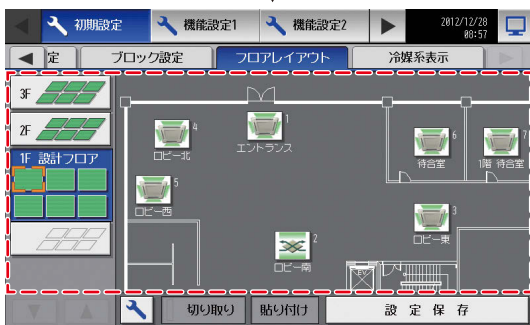 初期設定 機能設定1 機能設定2 2012/12/28
08:57
定 ブロック設定 フロアレイアウト 冷媒系表示
3F
2F
1F 設計フロア
4
ロビー北
1
エントランス
6
待合室
7
1階 待合室
5
ロビー西
3
ロビー東
2
ロビー南
EV
切り取り 貼り付け 設定保存